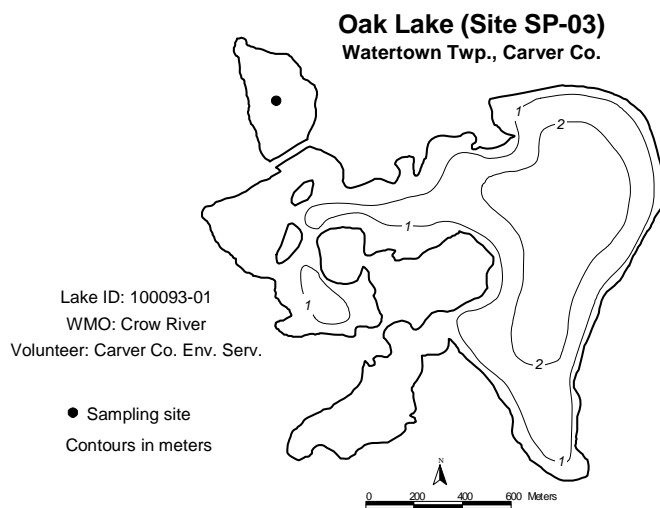 Oak Lake (Site SP-03)
Watertown Twp., Carver Co.
1
2
1
1
2
1
Lake ID: 100093-01
WMO: Crow River
Volunteer: Carver Co. Env. Serv.
Sampling site
Contours in meters
N
0 200 400 600 Meters